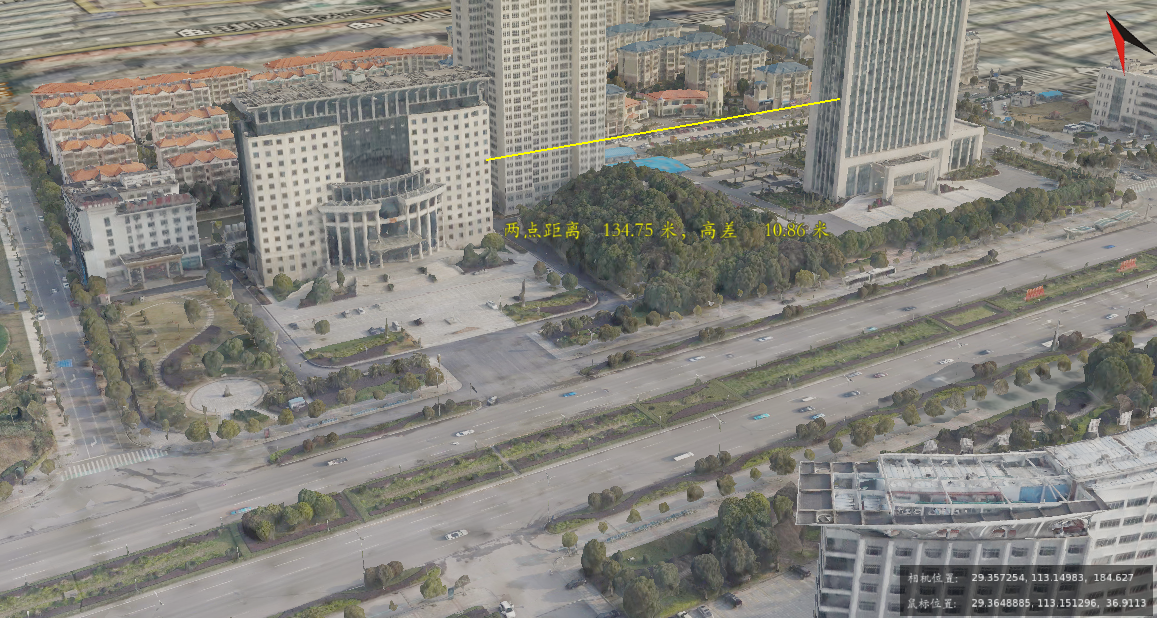 两点距离 134.75 米, 高差 10.86 米
相机位置: 29.357254, 113.14983, 184.627
鼠标位置: 29.3648885, 113.151296, 36.9113